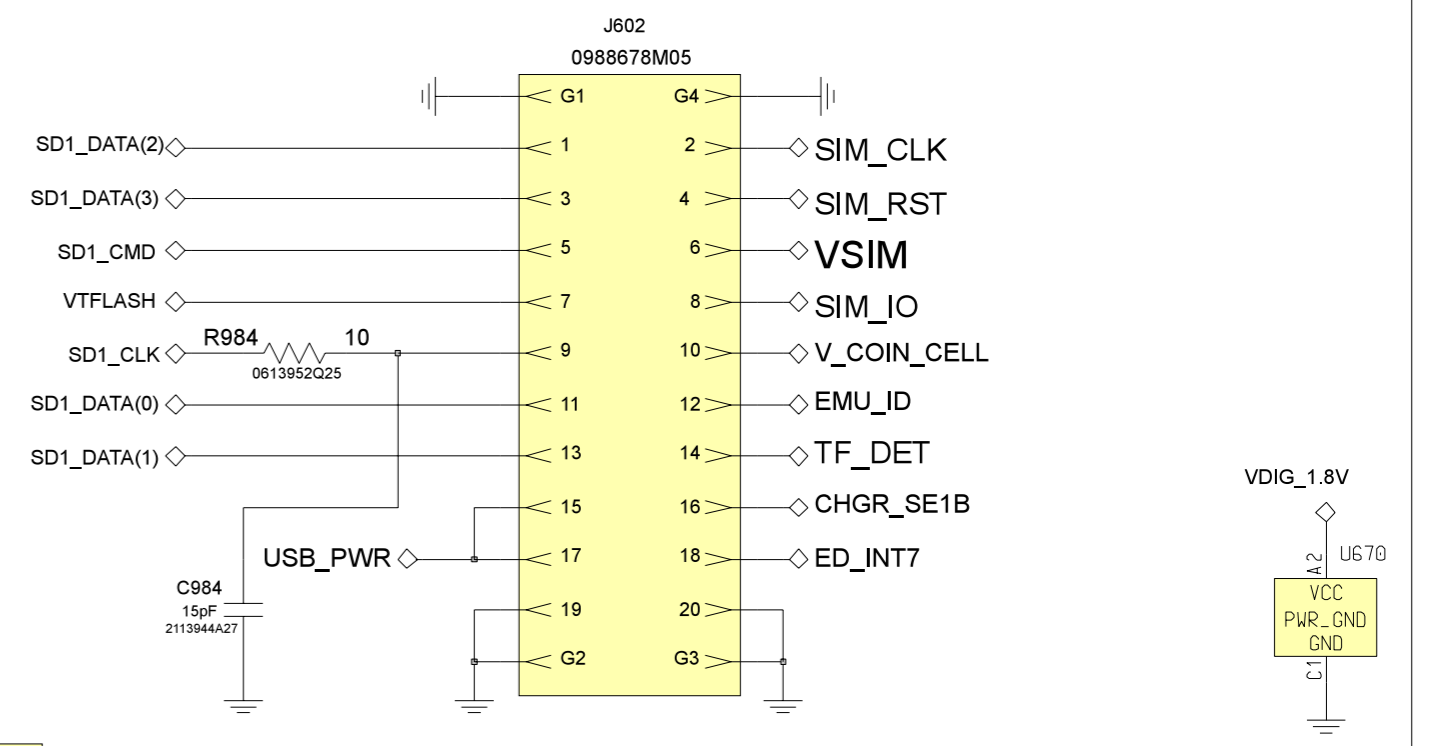 J602
0988678M05
G1 G4
SD1_DATA(2) 1 2 SIM_CLK
SD1_DATA(3) 3 4 SIM_RST
SD1_CMD 5 6 VSIM
VTFLASH 7 8 SIM_IO
R984 10
SD1_CLK 9 10 V_COIN_CELL
0613952Q25
SD1_DATA(0) 11 12 EMU_ID
SD1_DATA(1) 13 14 TF_DET
15 16 CHGR_SE1B
USB_PWR 17 18 ED_INT7
C984
15pF
2113944A27
19 20
G2 G3
VDIG_1.8V
A2 U670
VCC
PWR_GND
GND
C1